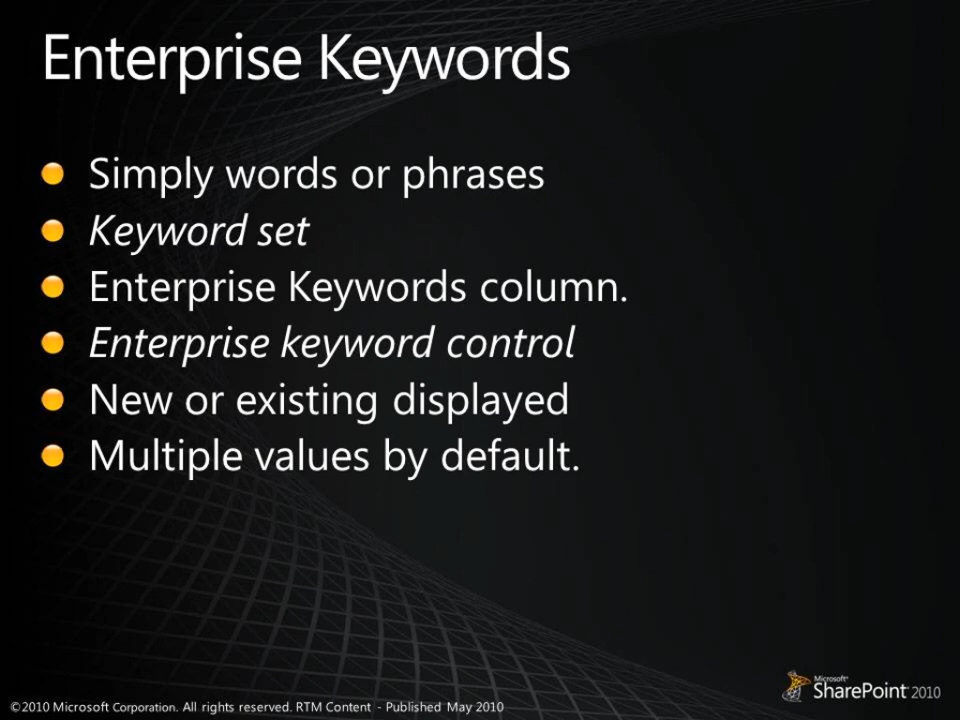 Enterprise Keywords
Simply words or phrases
Keyword set
Enterprise Keywords column.
Enterprise keyword control
New or existing displayed
Multiple values by default.
Microsoft®
SharePoint 2010
©2010 Microsoft Corporation. All rights reserved. RTM Content - Published May 2010